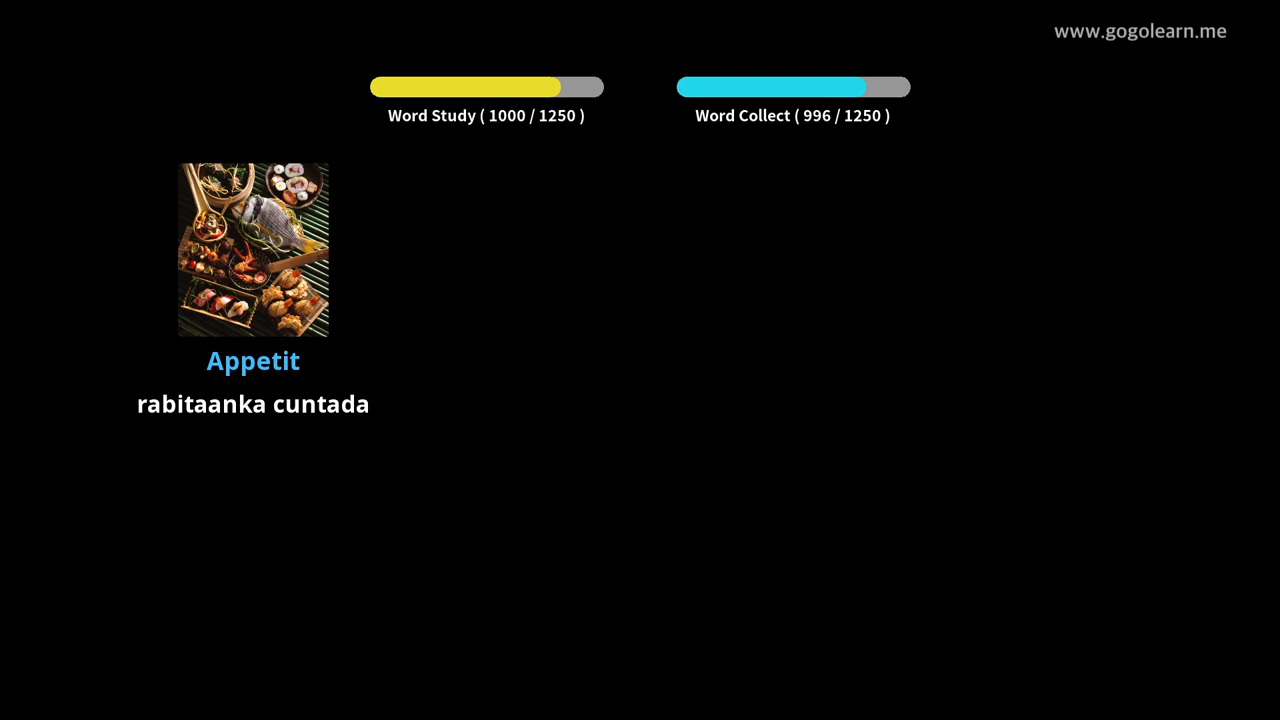 www.gogolearn.me
Word Study ( 1000 / 1250 )
Word Collect ( 996 / 1250 )
Appetit
rabitaanka cuntada